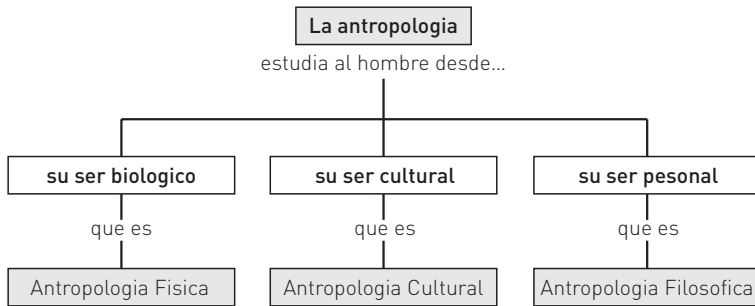 La antropologia
estudia al hombre desde...
su ser biologico
su ser cultural
su ser pesonal
que es
que es
que es
Antropologia Fisica
Antropologia Cultural
Antropologia Filosofica